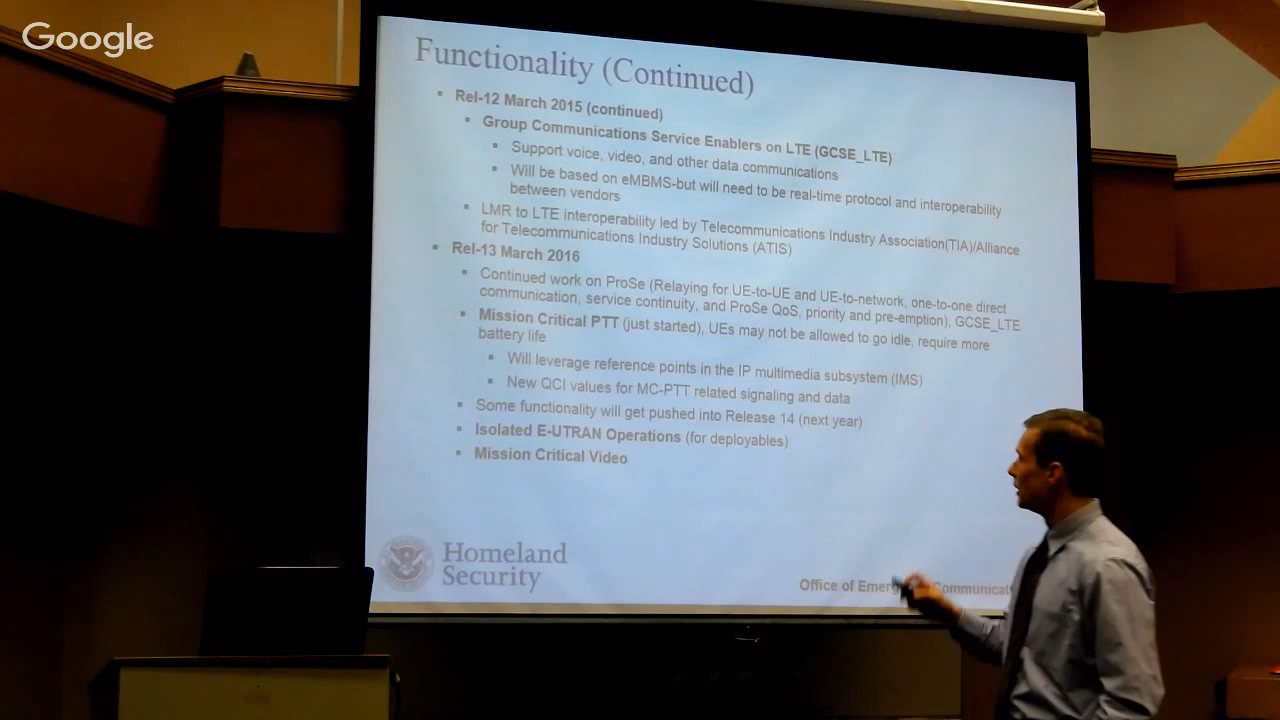 Google
Functionality (Continued)
Rel-12 March 2015 (continued)
Group Communications Service Enablers on LTE (GCSE_LTE)
Support voice, video, and other data communications
Will be based on eMBMS-but will need to be real-time protocol and interoperability
between vendors
LMR to LTE interoperability led by Telecommunications Industry Association(TIA)/Alliance
for Telecommunications Industry Solutions (ATIS)
Rel-13 March 2016
Continued work on ProSe (Relaying for UE-to-UE and UE-to-network, one-to-one direct
communication, service continuity, and ProSe QoS, priority and pre-emption), GCSE_LTE
Mission Critical PTT (just started), UEs may not be allowed to go idle, require more
battery life
Will leverage reference points in the IP multimedia subsystem (IMS)
New QCI values for MC-PTT related signaling and data
Some functionality will get pushed into Release 14 (next year)
Isolated E-UTRAN Operations (for deployables)
Mission Critical Video
Homeland
Security
Office of